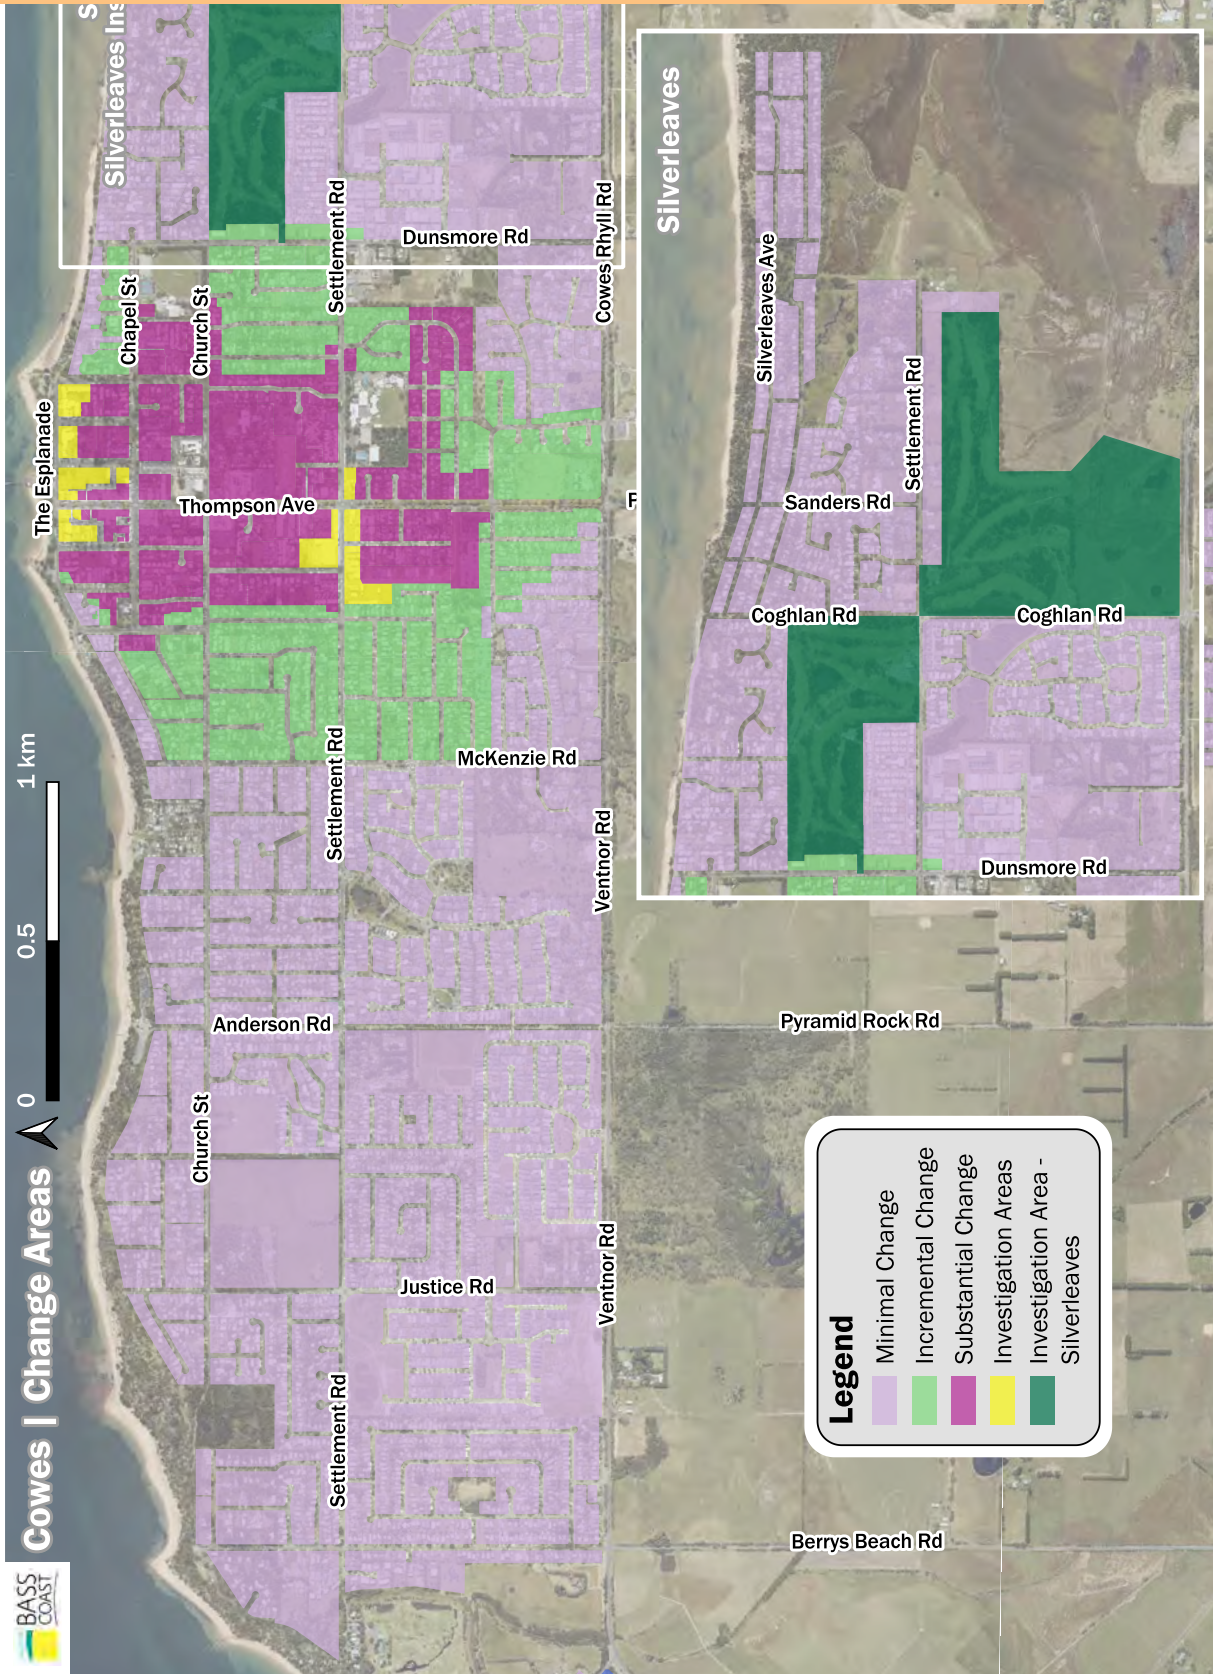 BASS
COAST
Cowes | Change Areas
0
0.5
1 km
Silverleaves Ins
S
The Esplanade
Chapel St
Church St
Thompson Ave
Settlement Rd
Dunsmore Rd
Cowes Rhyll Rd
McKenzie Rd
Settlement Rd
Ventnor Rd
Anderson Rd
Church St
Justice Rd
Ventnor Rd
Settlement Rd
Pyramid Rock Rd
Berrys Beach Rd
F
Silverleaves
Silverleaves Ave
Settlement Rd
Sanders Rd
Coghlan Rd
Coghlan Rd
Dunsmore Rd
Legend
Minimal Change
Incremental Change
Substantial Change
Investigation Areas
Investigation Area -
Silverleaves